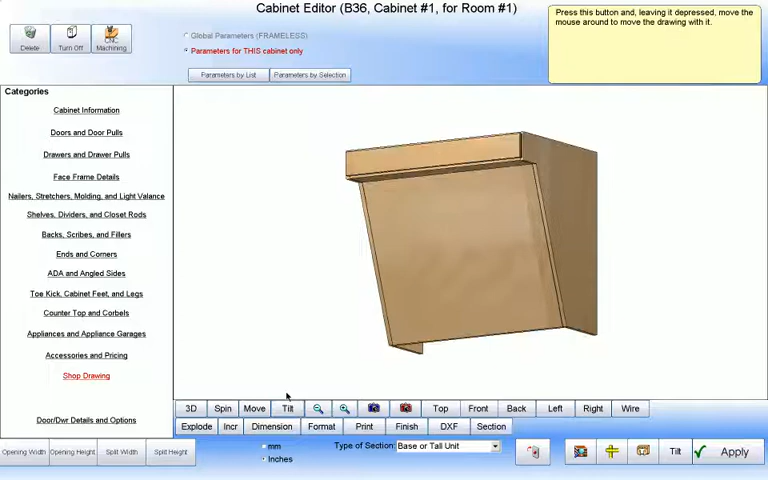 Cabinet Editor (B36, Cabinet #1, for Room #1)
Press this button and, leaving it depressed, move the
mouse around to move the drawing with it.
Delete
Turn Off
CNC
Machining
Global Parameters (FRAMELESS)
Parameters for THIS cabinet only
Parameters by List
Parameters by Selection
Categories
Cabinet Information
Doors and Door Pulls
Drawers and Drawer Pulls
Face Frame Details
Nailers, Stretchers, Molding, and Light Valance
Shelves, Dividers, and Closet Rods
Backs, Scribes, and Fillers
Ends and Corners
ADA and Angled Sides
Toe Kick, Cabinet Feet, and Legs
Counter Top and Corbels
Appliances and Appliance Garages
Accessories and Pricing
Shop Drawing
Door/Dwr Details and Options
3D Spin Move Tilt Top Front Back Left Right Wire
Explode Incr Dimension Format Print Finish DXF Section
Opening Width Opening Height Split Width Split Height
mm
Inches
Type of Section: Base or Tall Unit
Tilt
Apply